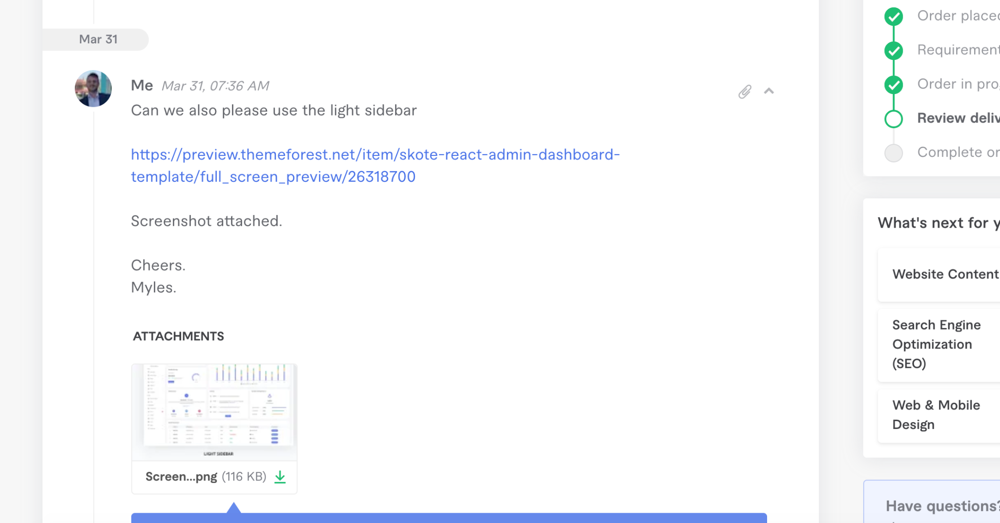 Mar 31
Me Mar 31, 07:36 AM
Can we also please use the light sidebar
https://preview.themeforest.net/item/skote-react-admin-dashboard-
template/full_screen_preview/26318700
Screenshot attached.
Cheers.
Myles.
ATTACHMENTS
LIGHT SIDEBAR
Screen...png (116 KB)
Order place
Requirement
Order in pro
Review deliv
Complete or
What's next for y
Website Content
Search Engine
Optimization
(SEO)
Web & Mobile
Design
Have questions?